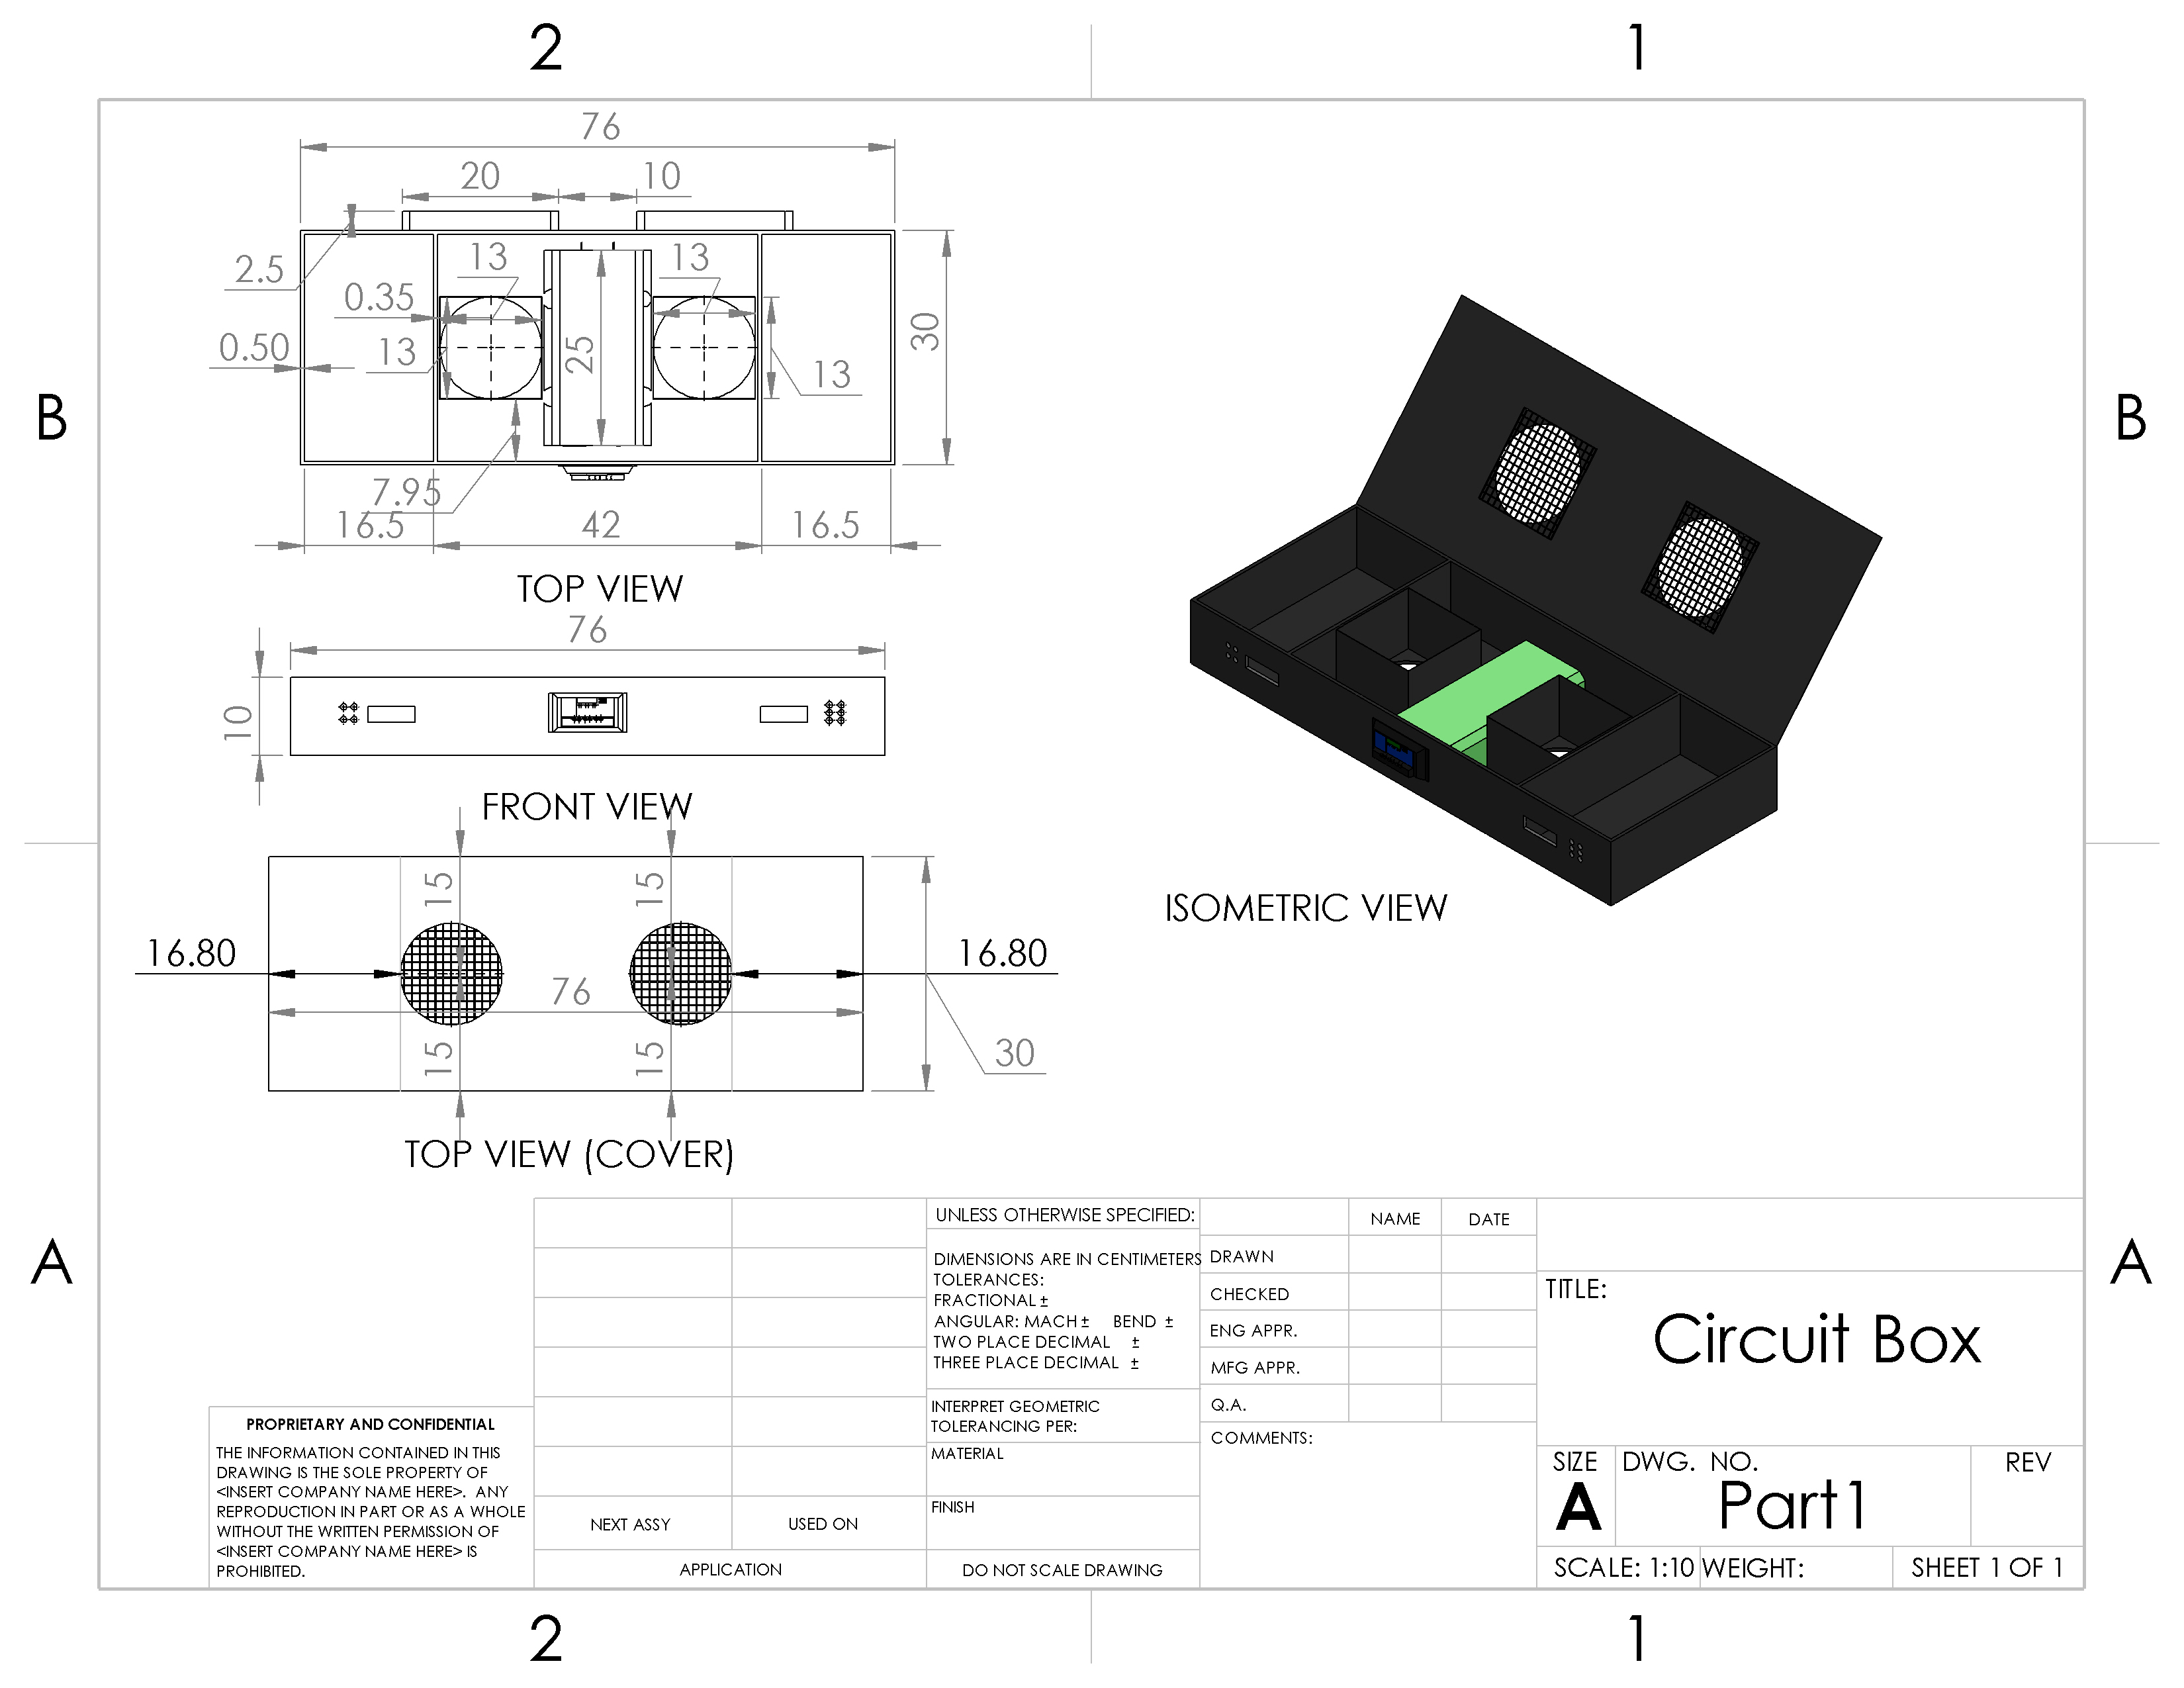 2
1
B
B
A
A
76
20
10
2.5
13
13
0.35
0.50
13
25
13
30
7.95
16.5
42
16.5
TOP VIEW
76
10
FRONT VIEW
15
15
16.80
16.80
76
15
15
30
TOP VIEW (COVER)
ISOMETRIC VIEW
UNLESS OTHERWISE SPECIFIED:
DIMENSIONS ARE IN CENTIMETERS
TOLERANCES:
FRACTIONAL ±
ANGULAR: MACH ± BEND ±
TWO PLACE DECIMAL ±
THREE PLACE DECIMAL ±
INTERPRET GEOMETRIC
TOLERANCING PER:
MATERIAL
FINISH
DO NOT SCALE DRAWING
NAME
DATE
DRAWN
CHECKED
ENG APPR.
MFG APPR.
Q.A.
COMMENTS:
TITLE:
Circuit Box
SIZE
A
DWG. NO.
Part1
REV
SCALE: 1:10
WEIGHT:
SHEET 1 OF 1
PROPRIETARY AND CONFIDENTIAL
THE INFORMATION CONTAINED IN THIS
DRAWING IS THE SOLE PROPERTY OF
<INSERT COMPANY NAME HERE>. ANY
REPRODUCTION IN PART OR AS A WHOLE
WITHOUT THE WRITTEN PERMISSION OF
<INSERT COMPANY NAME HERE> IS
PROHIBITED.
NEXT ASSY
USED ON
APPLICATION
2
1